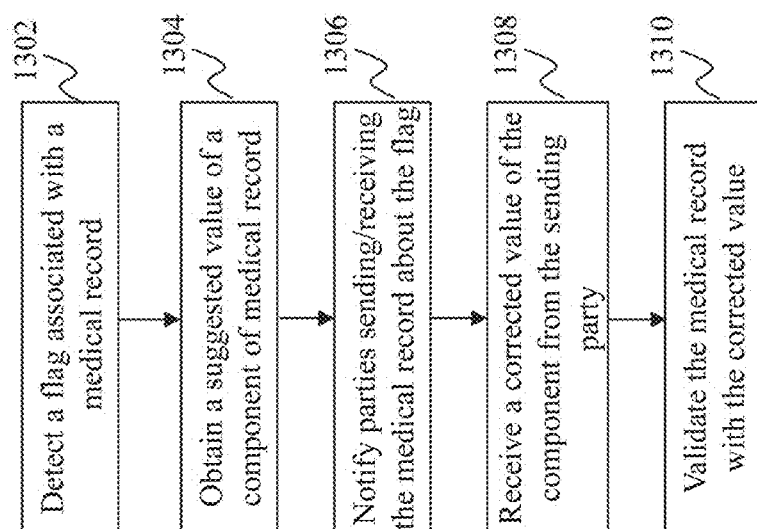 1302
Detect a flag associated with a
medical record
1304
Obtain a suggested value of a
component of medical record
1306
Notify parties sending/receiving
the medical record about the flag
1308
Receive a corrected value of the
component from the sending
party
1310
Validate the medical record
with the corrected value